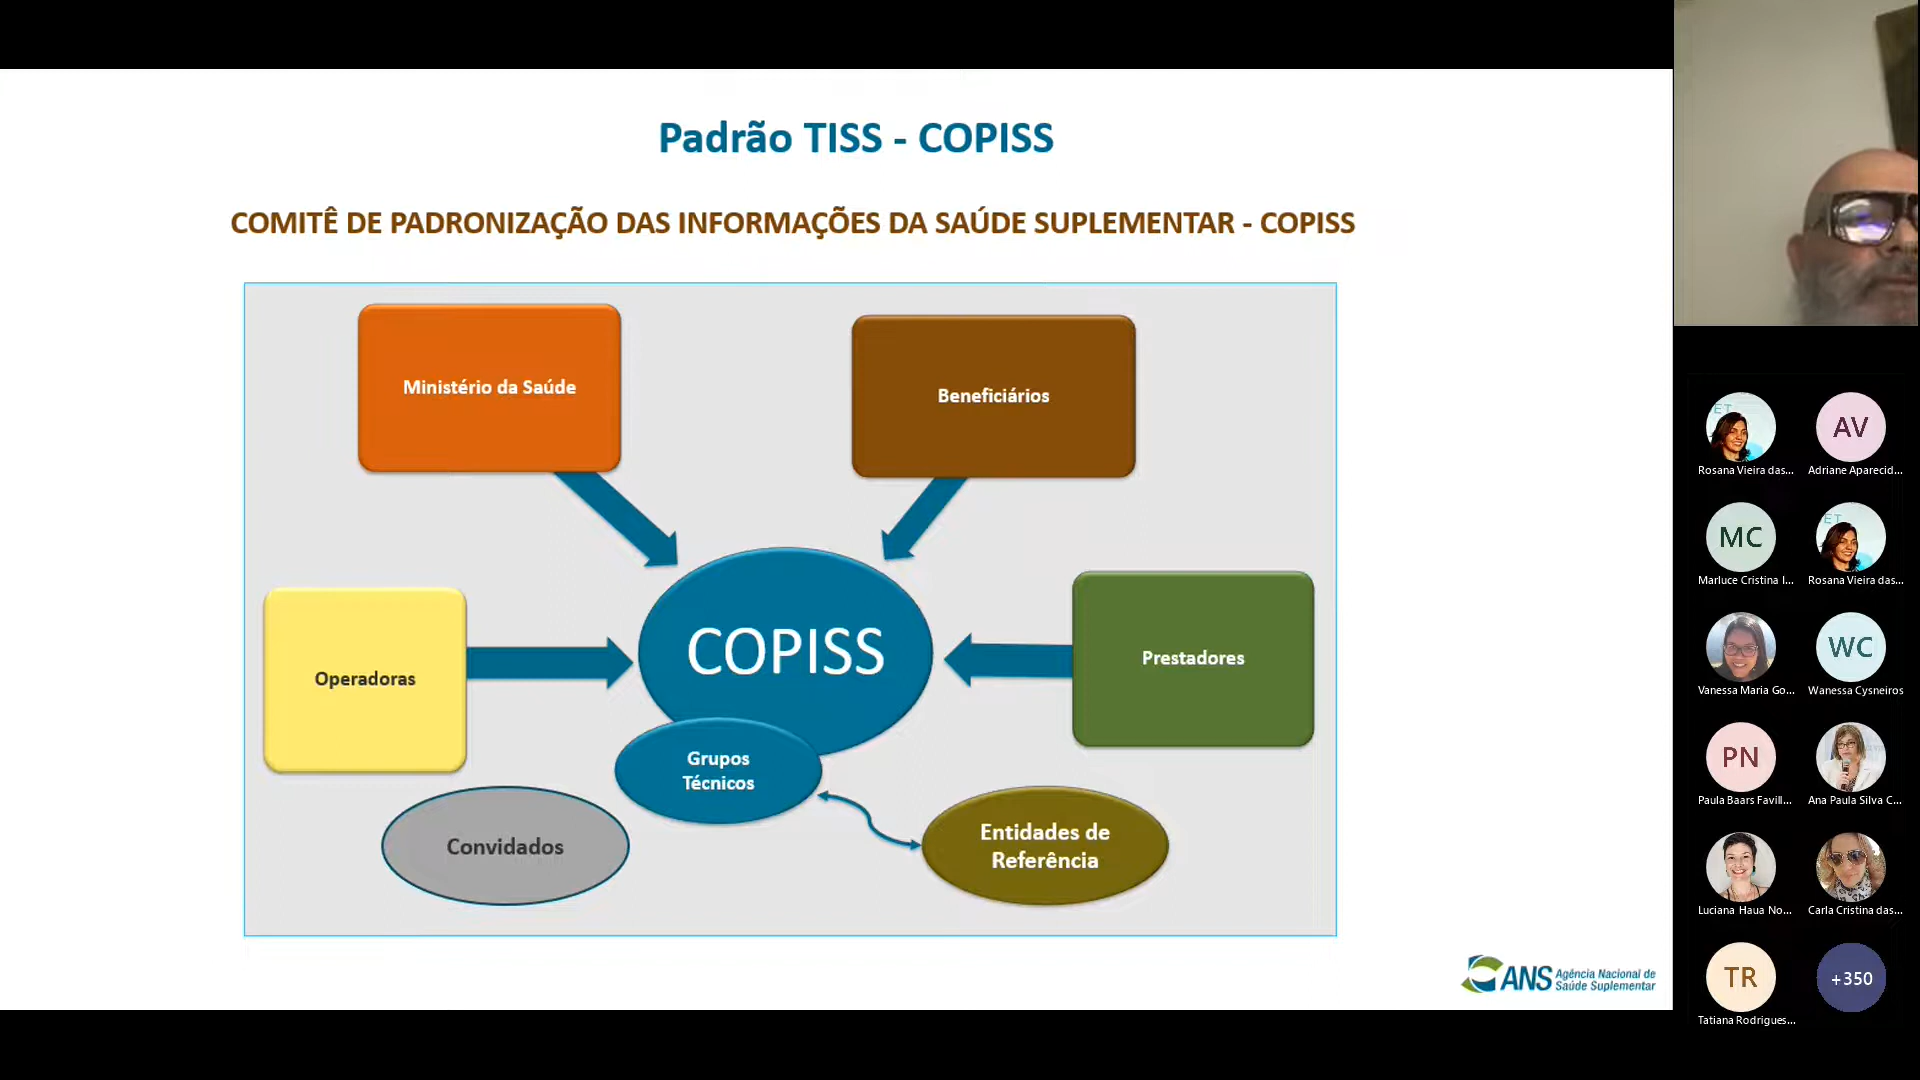 Padrão TISS - COPISS
COMITÊ DE PADRONIZAÇÃO DAS INFORMAÇÕES DA SAÚDE SUPLEMENTAR - COPISS
Ministério da Saúde
Beneficiários
Operadoras
COPISS
Prestadores
Grupos
Técnicos
Convidados
Entidades de
Referência
ANS Agência Nacional de
Saúde Suplementar
ET
AV
Rosana Vieira das...
Adriane Aparecid...
MC
ET
Marluce Cristina I...
Rosana Vieira das...
WC
Vanessa Maria Go...
Wanessa Cysneiros
PN
Paula Baars Favill...
Ana Paula Silva C...
Luciana Haua No...
Carla Cristina das...
TR
+350
Tatiana Rodrigues...